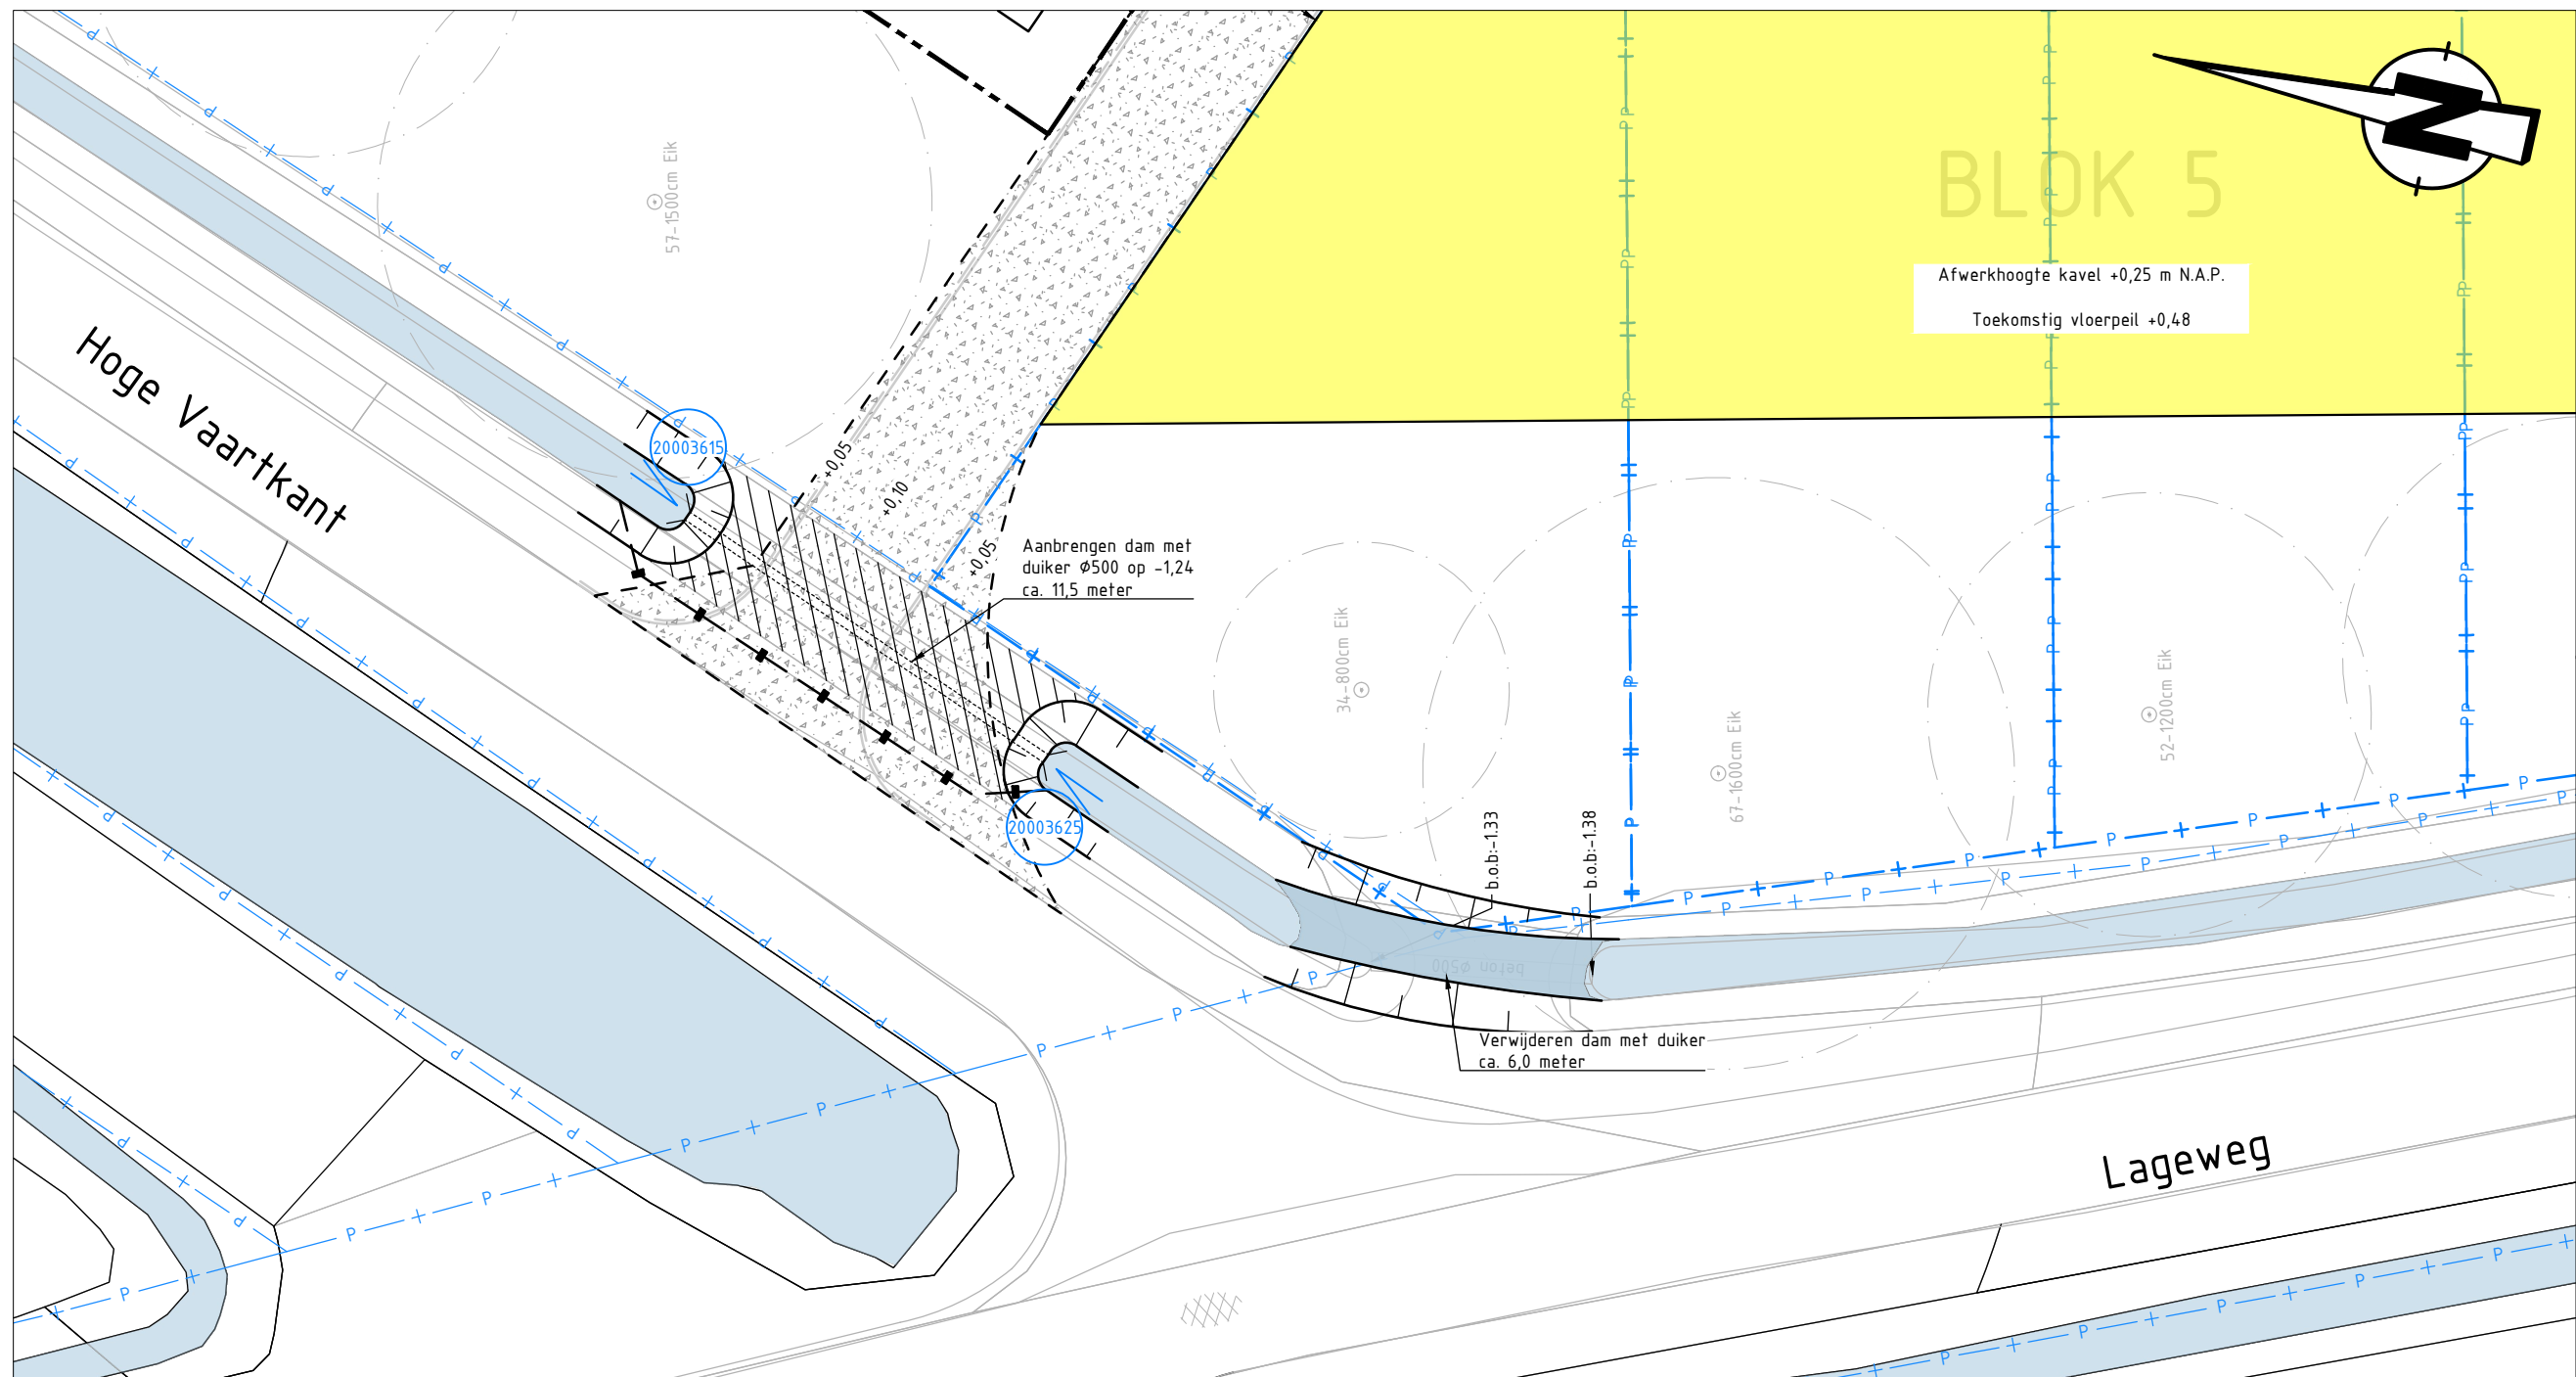 N
BLOK 5
Afwerkhoogte kavel +0,25 m N.A.P.
Toekomstig vloerpeil +0,48
57-1500cm Eik
Hoge Vaartkant
20003615
+0,05
+0,10
+0,05
Aanbrengen dam met
duiker Ø500 op -1,24
ca. 11,5 meter
34-800cm Eik
67-1600cm Eik
52-1200cm Eik
20003625
b.o.b:-1.33
b.o.b:-1.38
beton Ø500
Verwijderen dam met duiker
ca. 6,0 meter
Lageweg